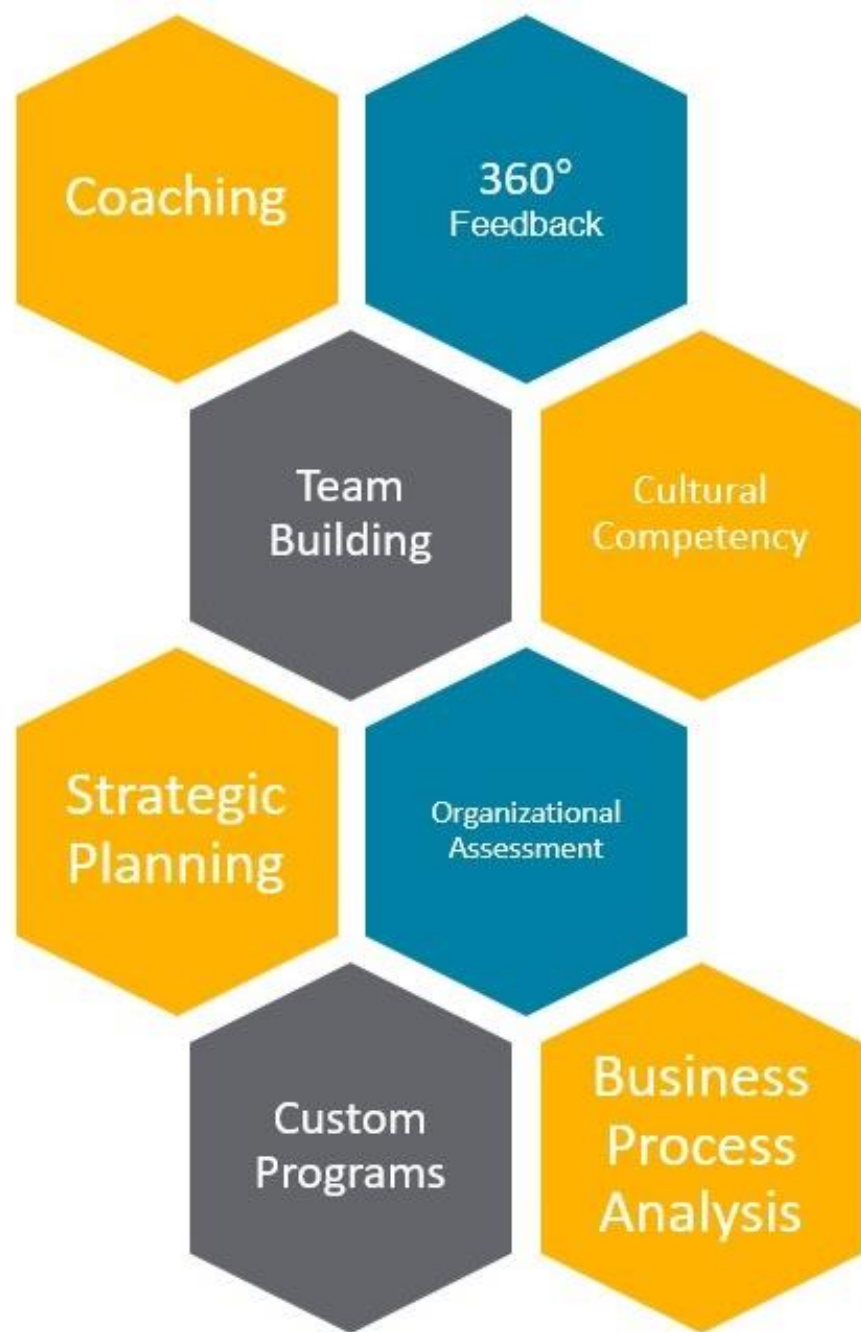 Coaching
360°
Feedback
Team
Building
Cultural
Competency
Strategic
Planning
Organizational
Assessment
Custom
Programs
Business
Process
Analysis